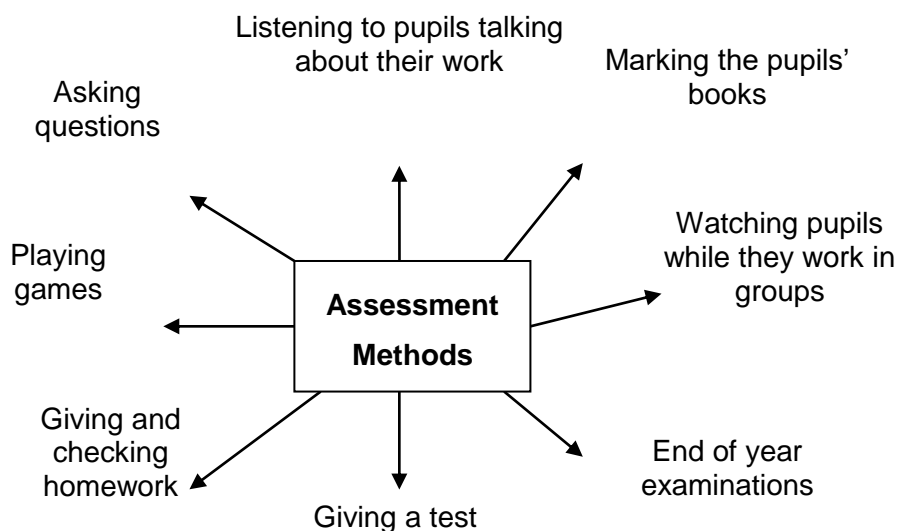 Listening to pupils talking
about their work
Marking the pupils’
books
Asking
questions
Watching pupils
while they work in
groups
Playing
games
Assessment
Methods
Giving and
checking
homework
End of year
examinations
Giving a test